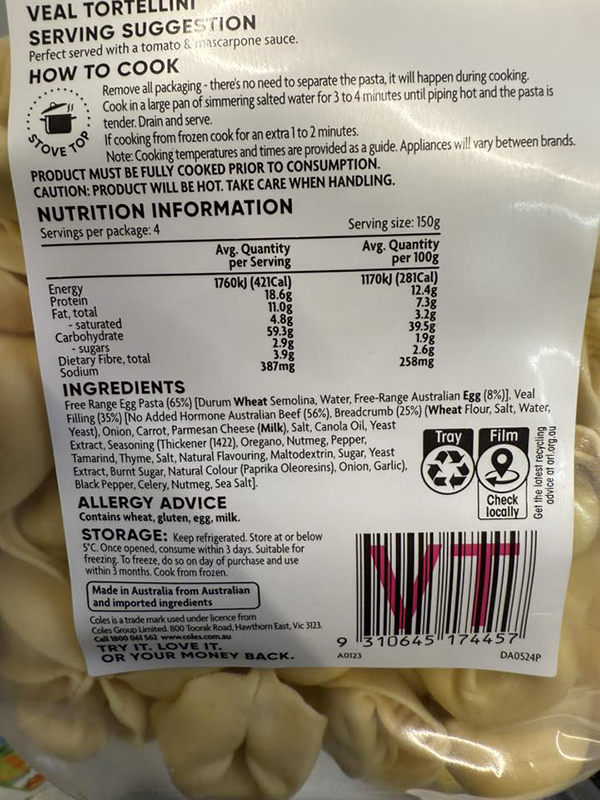 VEAL TORTELLINI
SERVING SUGGESTION
Perfect served with a tomato & mascarpone sauce.
HOW TO COOK
STOVE TOP
Remove all packaging - there's no need to separate the pasta, it will happen during cooking.
Cook in a large pan of simmering salted water for 3 to 4 minutes until piping hot and the pasta is
tender. Drain and serve.
If cooking from frozen cook for an extra 1 to 2 minutes.
Note: Cooking temperatures and times are provided as a guide. Appliances will vary between brands.
PRODUCT MUST BE FULLY COOKED PRIOR TO CONSUMPTION.
CAUTION: PRODUCT WILL BE HOT. TAKE CARE WHEN HANDLING.
NUTRITION INFORMATION
Servings per package: 4 Serving size: 150g
Avg. Quantity per Serving Avg. Quantity per 100g
Energy 1760kJ (421Cal) 1170kJ (281Cal)
Protein 18.6g 12.4g
Fat, total 11.0g 7.3g
- saturated 4.8g 3.2g
Carbohydrate 59.3g 39.5g
- sugars 2.9g 1.9g
Dietary Fibre, total 3.9g 2.6g
Sodium 387mg 258mg
INGREDIENTS
Free Range Egg Pasta (65%) [Durum Wheat Semolina, Water, Free-Range Australian Egg (8%)], Veal
Filling (35%) [No Added Hormone Australian Beef (56%), Breadcrumb (25%) (Wheat Flour, Salt, Water,
Yeast), Onion, Carrot, Parmesan Cheese (Milk), Salt, Canola Oil, Yeast
Extract, Seasoning (Thickener (1422), Oregano, Nutmeg, Pepper,
Tamarind, Thyme, Salt, Natural Flavouring, Maltodextrin, Sugar, Yeast
Extract, Burnt Sugar, Natural Colour (Paprika Oleoresins), Onion, Garlic),
Black Pepper, Celery, Nutmeg, Sea Salt].
Tray
Film
Check
locally
Get the latest recycling
advice at arl.org.au
ALLERGY ADVICE
Contains wheat, gluten, egg, milk.
STORAGE: Keep refrigerated. Store at or below
5°C. Once opened, consume within 3 days. Suitable for
freezing. To freeze, do so on day of purchase and use
within 3 months. Cook from frozen.
Made in Australia from Australian
and imported ingredients
Coles is a trade mark used under licence from
Coles Group Limited. 800 Toorak Road, Hawthorn East, Vic 3123.
Call 1800 061 562 www.coles.com.au
TRY IT. LOVE IT.
OR YOUR MONEY BACK.
VT
9 310645 174457
A0123
DA0524P